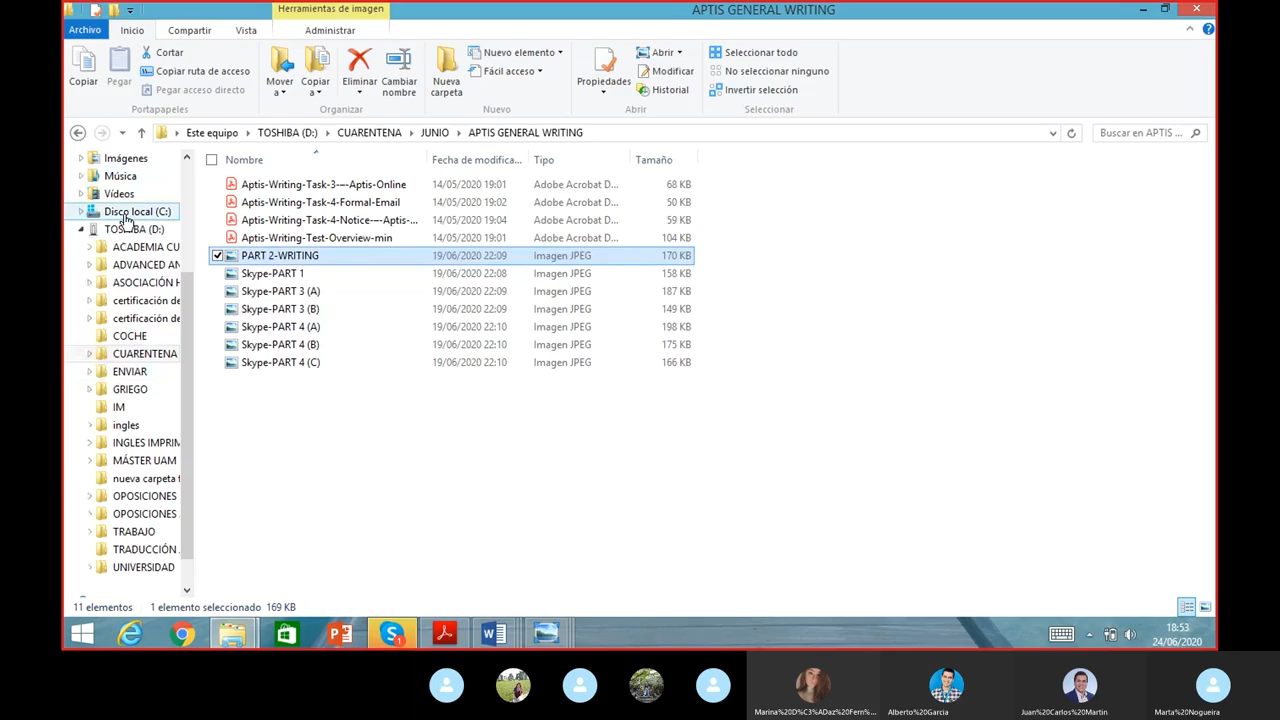 Herramientas de imagen
APTIS GENERAL WRITING
Archivo Inicio Compartir Vista Administrar
Copiar
Pegar
Cortar
Copiar ruta de acceso
Pegar acceso directo
Portapapeles
Mover a
Copiar a
Eliminar
Cambiar nombre
Organizar
Nueva carpeta
Nuevo elemento
Fácil acceso
Nuevo
Propiedades
Abrir
Modificar
Historial
Abrir
Seleccionar todo
No seleccionar ninguno
Invertir selección
Seleccionar
Este equipo TOSHIBA (D:) CUARENTENA JUNIO APTIS GENERAL WRITING
Buscar en APTIS ...
Imágenes
Música
Vídeos
Disco local (C:)
TOSHIBA (D:)
ACADEMIA CU
ADVANCED AN
ASOCIACIÓN H
certificación de
certificación de
COCHE
CUARENTENA
ENVIAR
GRIEGO
IM
ingles
INGLES IMPRIM
MÁSTER UAM
nueva carpeta f
OPOSICIONES
OPOSICIONES
TRABAJO
TRADUCCIÓN
UNIVERSIDAD
Nombre Fecha de modifica... Tipo Tamaño
Aptis-Writing-Task-3-–-Aptis-Online 14/05/2020 19:01 Adobe Acrobat D... 68 KB
Aptis-Writing-Task-4-Formal-Email 14/05/2020 19:02 Adobe Acrobat D... 50 KB
Aptis-Writing-Task-4-Notice-–-Aptis-... 14/05/2020 19:04 Adobe Acrobat D... 59 KB
Aptis-Writing-Test-Overview-min 14/05/2020 19:01 Adobe Acrobat D... 104 KB
PART 2-WRITING 19/06/2020 22:09 Imagen JPEG 170 KB
Skype-PART 1 19/06/2020 22:08 Imagen JPEG 158 KB
Skype-PART 3 (A) 19/06/2020 22:09 Imagen JPEG 187 KB
Skype-PART 3 (B) 19/06/2020 22:09 Imagen JPEG 149 KB
Skype-PART 4 (A) 19/06/2020 22:10 Imagen JPEG 198 KB
Skype-PART 4 (B) 19/06/2020 22:10 Imagen JPEG 175 KB
Skype-PART 4 (C) 19/06/2020 22:10 Imagen JPEG 166 KB
11 elementos 1 elemento seleccionado 169 KB
18:53
24/06/2020
Marina%20D%C3%ADaz%20Fern%... Alberto%20Garcia Juan%20Carlos%20Martin Marta%20Nogueira